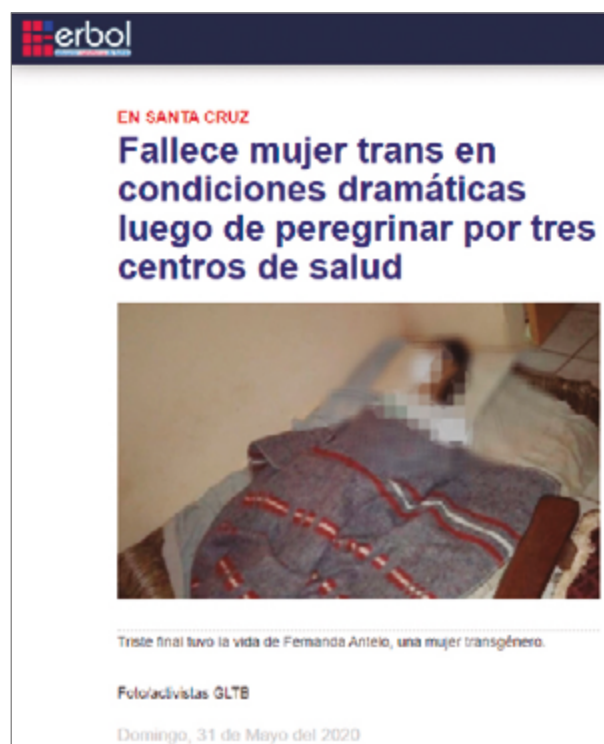 erbol
EN SANTA CRUZ
Fallece mujer trans en
condiciones dramáticas
luego de peregrinar por tres
centros de salud
Triste final tuvo la vida de Fernanda Antelo, una mujer transgénero.
Foto/activistas GLTB
Domingo, 31 de Mayo del 2020